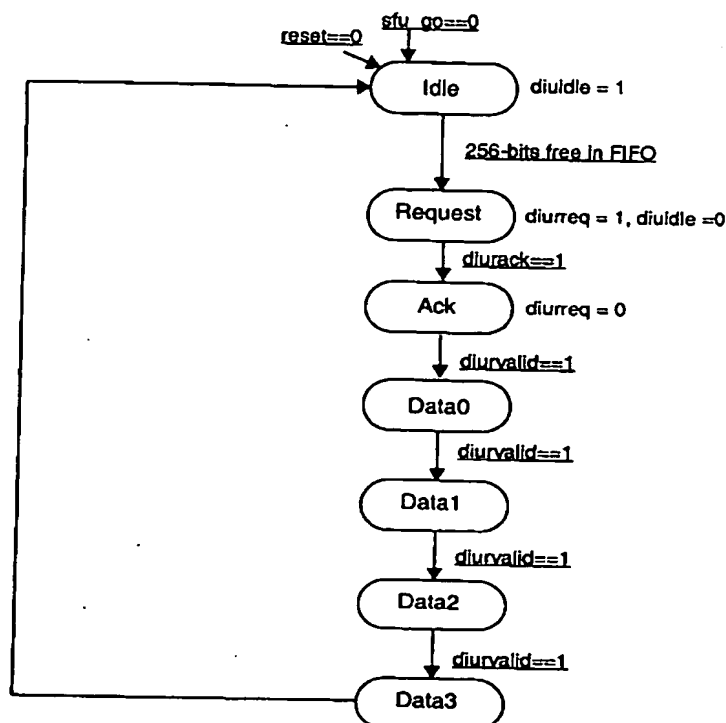 sfu_go==0
reset==0
Idle
diuidle = 1
256-bits free in FIFO
Request
diurreq = 1, diuidle =0
diurack==1
Ack
diurreq = 0
diurvalid==1
Data0
diurvalid==1
Data1
diurvalid==1
Data2
diurvalid==1
Data3